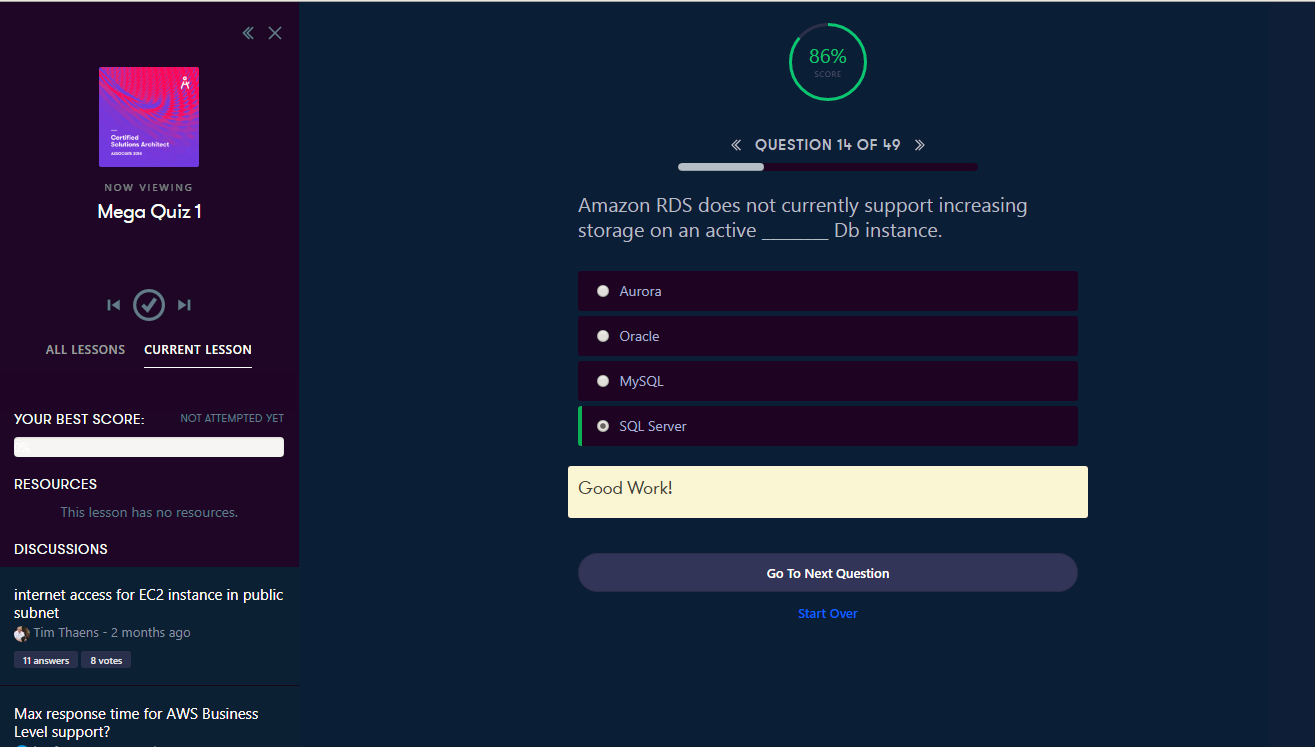 NOW VIEWING
Mega Quiz 1
Certified
Solutions Architect
ALL LESSONS
CURRENT LESSON
YOUR BEST SCORE:
NOT ATTEMPTED YET
RESOURCES
This lesson has no resources.
DISCUSSIONS
internet access for EC2 instance in public
subnet
Tim Thaens - 2 months ago
11 answers
8 votes
Max response time for AWS Business
Level support?
86%
SCORE
QUESTION 14 OF 49
Amazon RDS does not currently support increasing
storage on an active ________ Db instance.
Aurora
Oracle
MySQL
SQL Server
Good Work!
Go To Next Question
Start Over